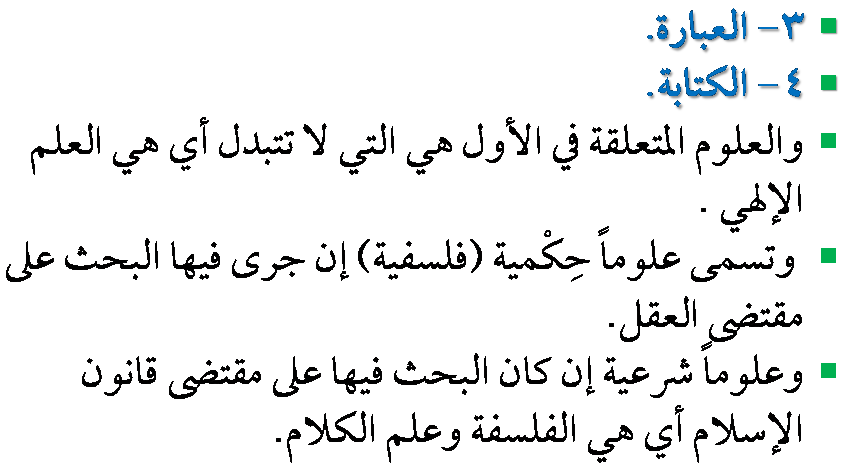 ٣- العبارة.
٤- الكتابة.
والعلوم المتعلقة في الأول هي التي لا تتبدل أي هي العلم
الإلهي .
وتسمى علوماً حِكْمية (فلسفية) إن جرى فيها البحث على
مقتضى العقل.
وعلوماً شرعية إن كان البحث فيها على مقتضى قانون
الإسلام أي هي الفلسفة وعلم الكلام.